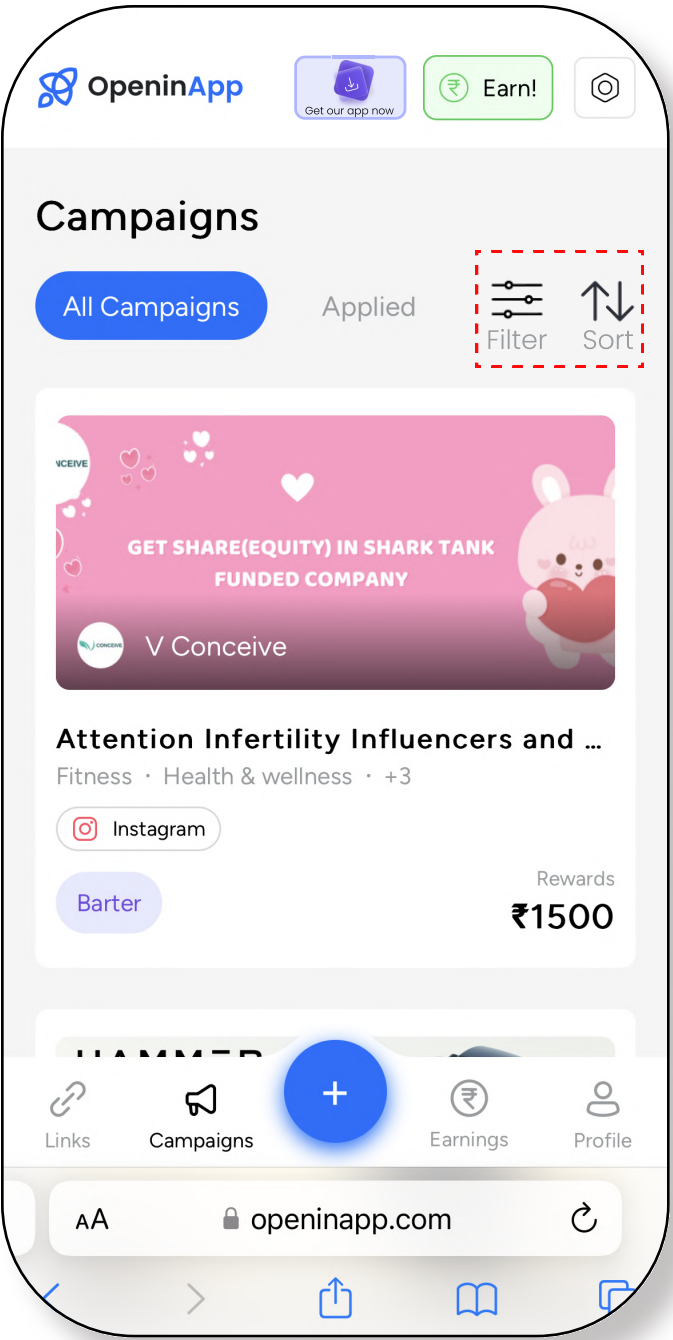 OpeninApp
Get our app now
Earn!
Campaigns
All Campaigns
Applied
Filter
Sort
NCEIVE
GET SHARE(EQUITY) IN SHARK TANK
FUNDED COMPANY
CONCEIVE
V Conceive
Attention Infertility Influencers and ...
Fitness · Health & wellness · +3
Instagram
Barter
Rewards
₹1500
HAMMER
Links
Campaigns
Earnings
Profile
AA
openinapp.com